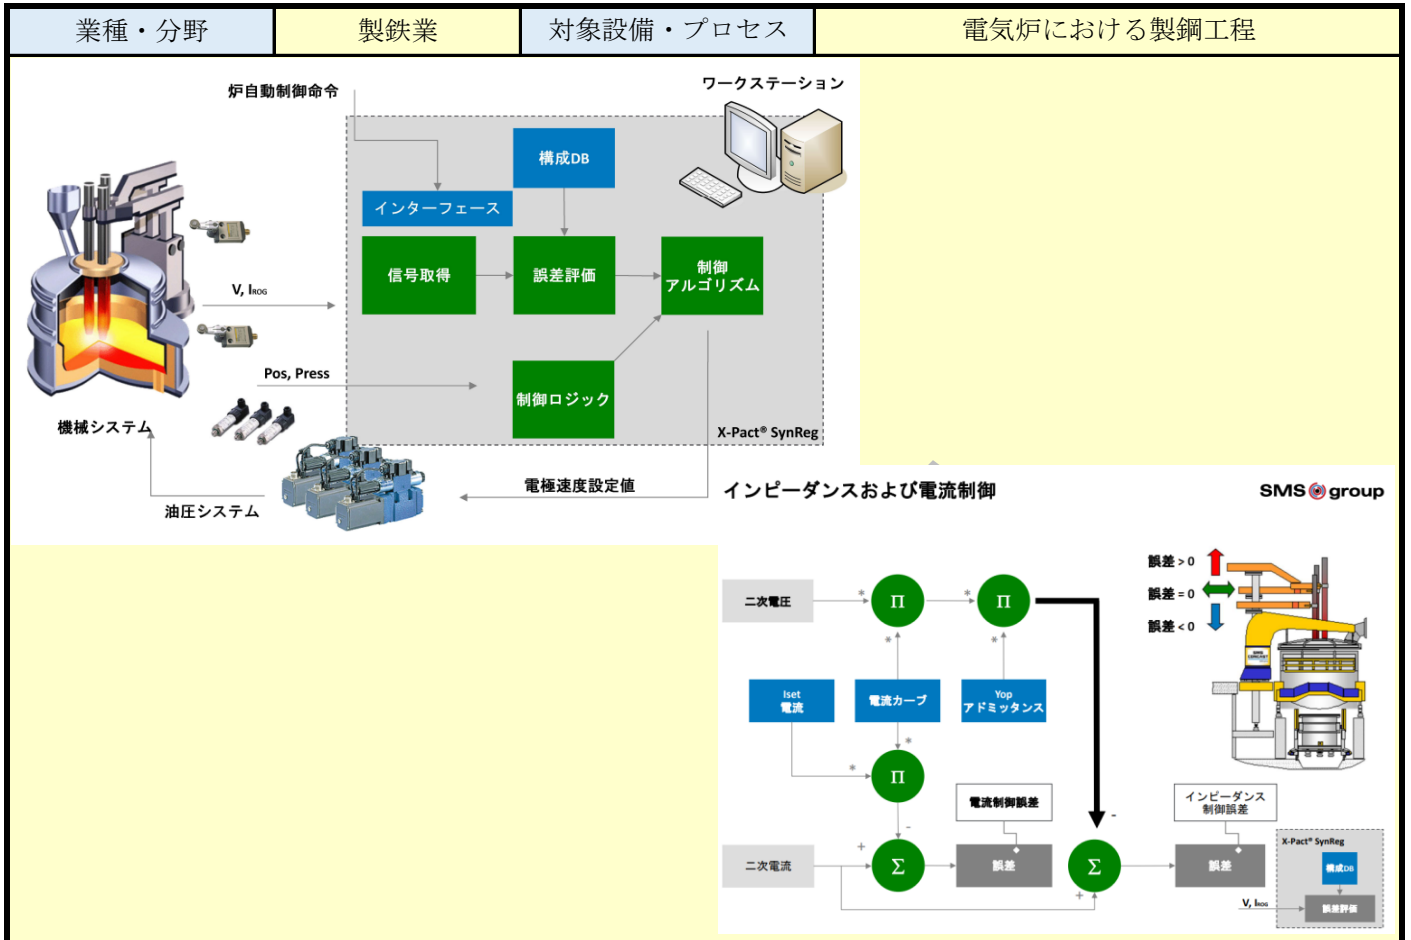 業種・分野 製鉄業 対象設備・プロセス 電気炉における製鋼工程
炉自動制御命令
ワークステーション
構成DB
インターフェース
信号取得
誤差評価
制御
アルゴリズム
V, IROG
Pos, Press
制御ロジック
機械システム
X-Pact® SynReg
電極速度設定値
油圧システム
インピーダンスおよび電流制御
SMS group
誤差 > 0
誤差 = 0
誤差 < 0
二次電圧
*
Π
*
Π
*
*
Iset
電流
電流カーブ
Yop
アドミッタンス
*
*
Π
電流制御誤差
インピーダンス
制御誤差
-
-
+
二次電流
Σ
誤差
Σ
誤差
+
X-Pact® SynReg
構成DB
V, IROG
誤差評価